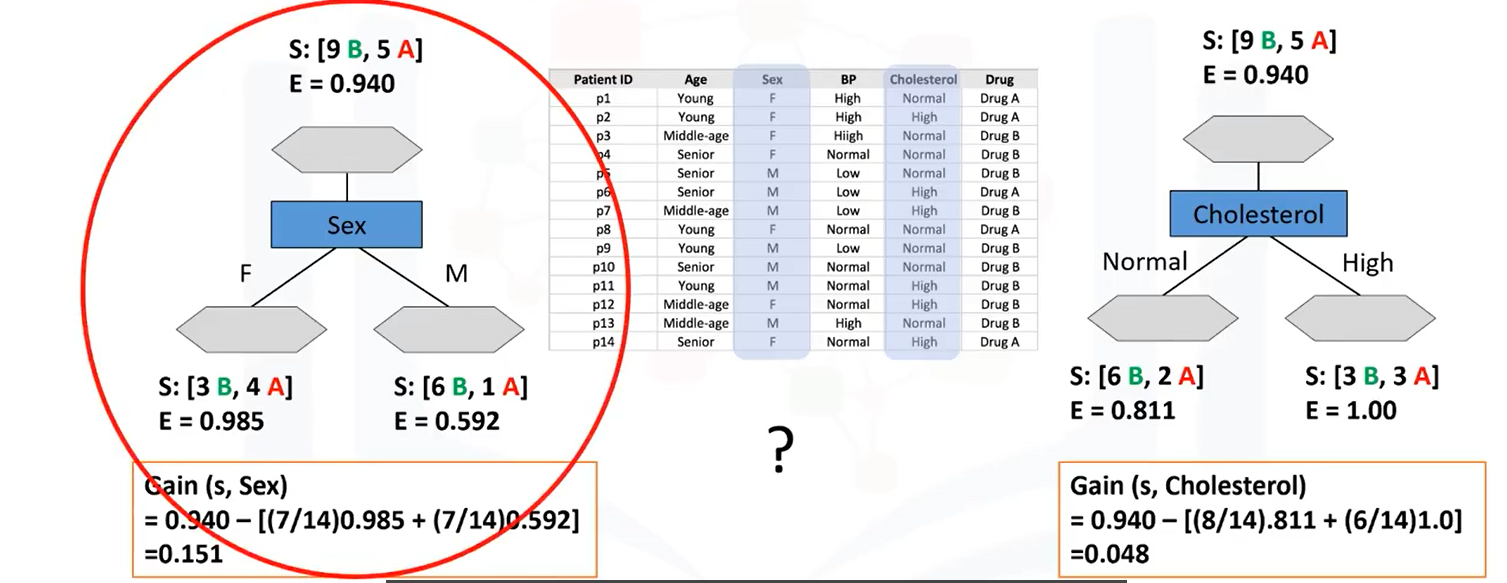 S: [9 B, 5 A]
E = 0.940
Sex
F
M
S: [3 B, 4 A]
E = 0.985
S: [6 B, 1 A]
E = 0.592
Gain (s, Sex)
= 0.940 – [(7/14)0.985 + (7/14)0.592]
=0.151
Patient ID Age Sex BP Cholesterol Drug
p1 Young F High Normal Drug A
p2 Young F High High Drug A
p3 Middle-age F Hiigh Normal Drug B
p4 Senior F Normal Normal Drug B
p5 Senior M Low Normal Drug B
p6 Senior M Low High Drug A
p7 Middle-age M Low High Drug B
p8 Young F Normal Normal Drug A
p9 Young M Low Normal Drug B
p10 Senior M Normal Normal Drug B
p11 Young M Normal High Drug B
p12 Middle-age F Normal High Drug B
p13 Middle-age M High Normal Drug B
p14 Senior F Normal High Drug A
?
S: [9 B, 5 A]
E = 0.940
Cholesterol
Normal
High
S: [6 B, 2 A]
E = 0.811
S: [3 B, 3 A]
E = 1.00
Gain (s, Cholesterol)
= 0.940 – [(8/14).811 + (6/14)1.0]
=0.048